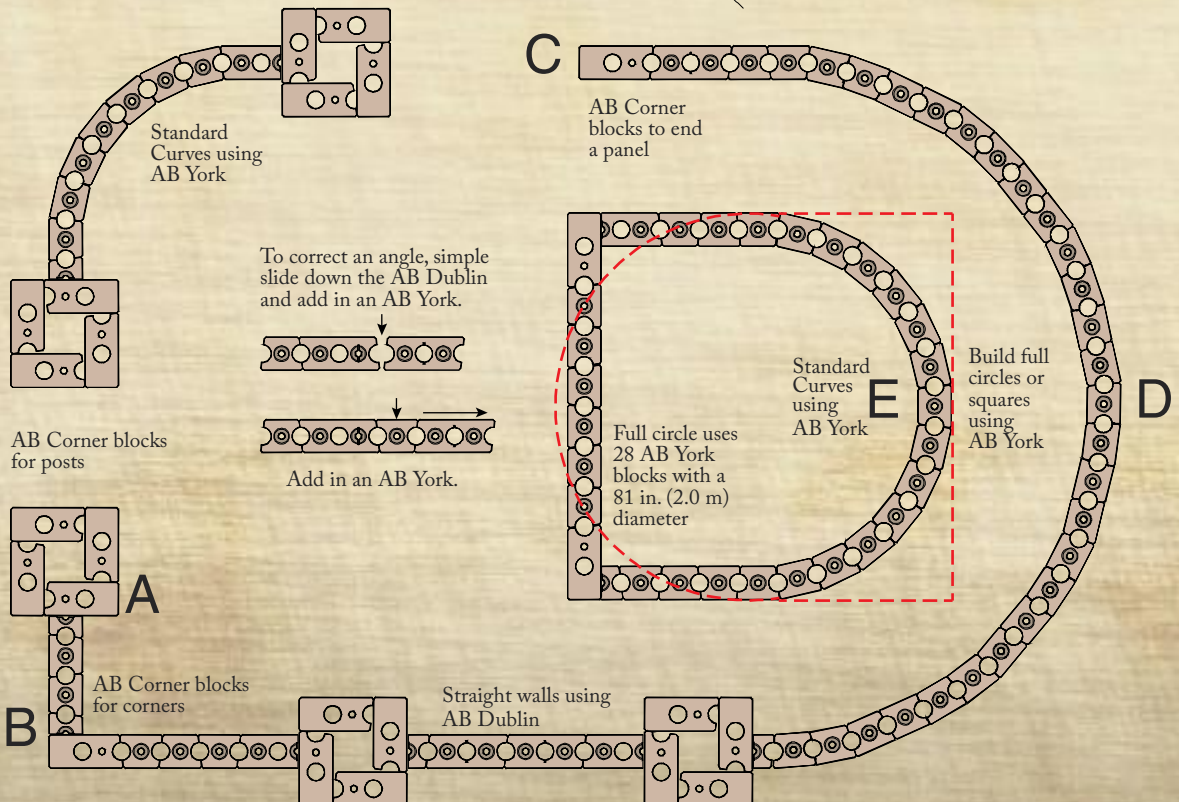 C
AB Corner
blocks to end
a panel
Standard
Curves using
AB York
To correct an angle, simple
slide down the AB Dublin
and add in an AB York.
Add in an AB York.
AB Corner blocks
for posts
Standard
Curves
using
AB York
E
Build full
circles or
squares
using
AB York
D
Full circle uses
28 AB York
blocks with a
81 in. (2.0 m)
diameter
A
AB Corner blocks
for corners
B
Straight walls using
AB Dublin